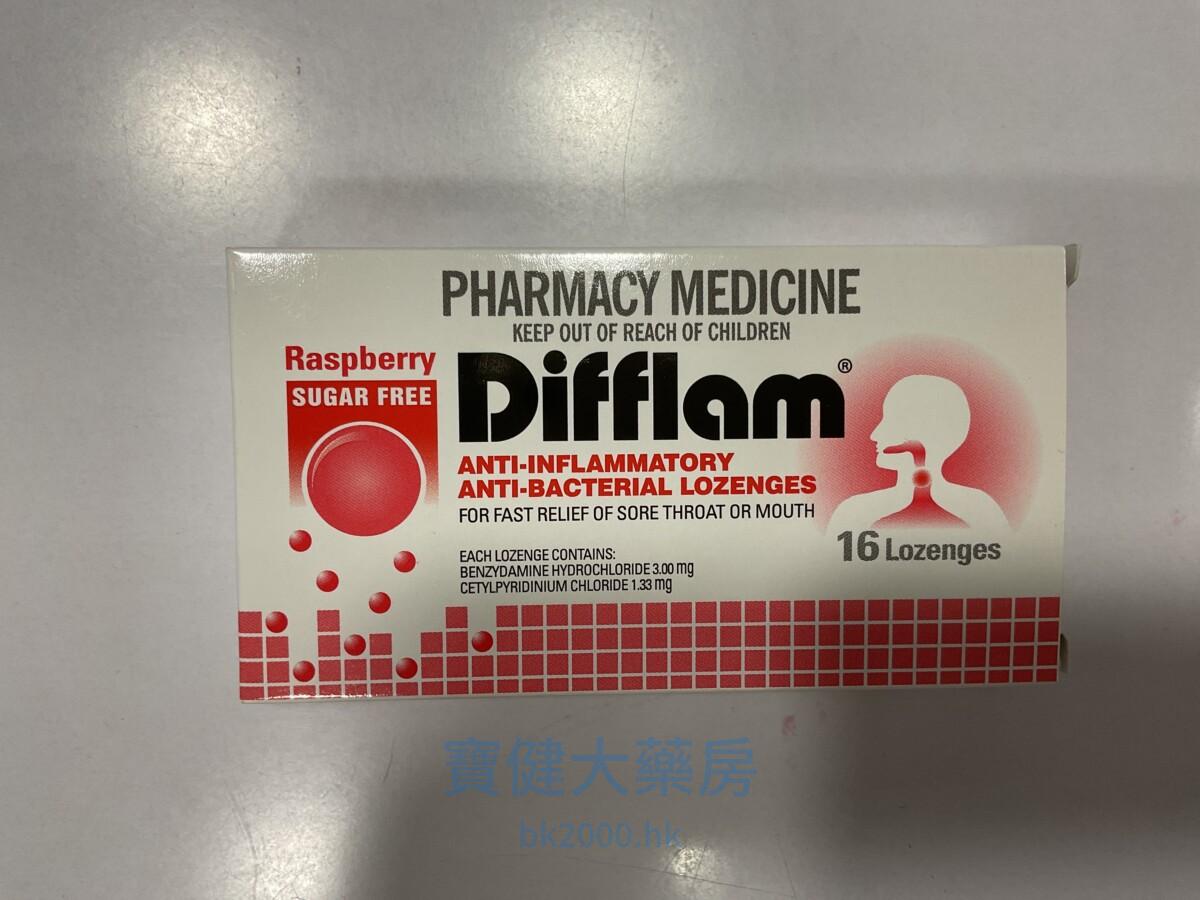 PHARMACY MEDICINE
KEEP OUT OF REACH OF CHILDREN
Raspberry
SUGAR FREE
Difflam®
ANTI-INFLAMMATORY
ANTI-BACTERIAL LOZENGES
FOR FAST RELIEF OF SORE THROAT OR MOUTH
16 Lozenges
EACH LOZENGE CONTAINS:
BENZYDAMINE HYDROCHLORIDE 3.00 mg
CETYLPYRIDINIUM CHLORIDE 1.33 mg
寶健大藥房
bk2000.hk